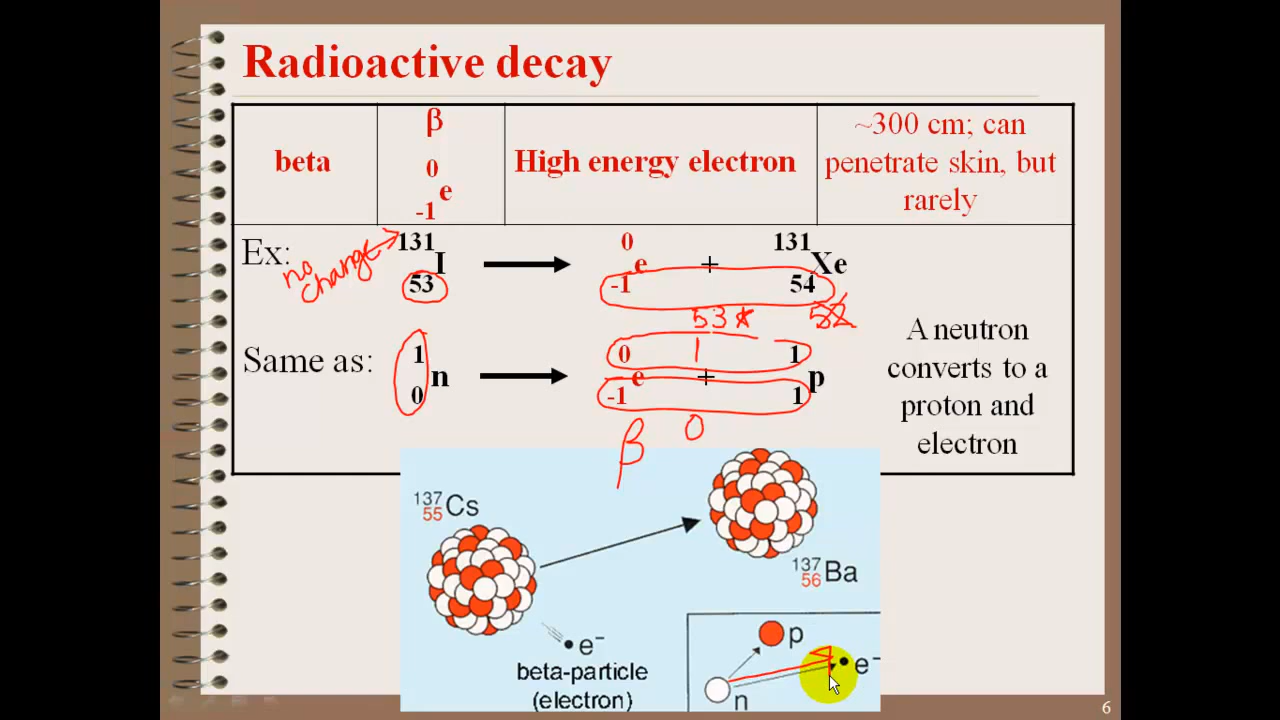 Radioactive decay
beta
β
0
-1 e
High energy electron
~300 cm; can
penetrate skin, but
rarely
Ex:
no
change
131
53 I
0
-1 e
+
131
54 Xe
53
52
Same as:
1
0 n
0
-1 e
+
1
1 p
1
0
β
A neutron
converts to a
proton and
electron
137
55 Cs
137
56 Ba
e⁻
beta-particle
(electron)
p
e⁻
n
6